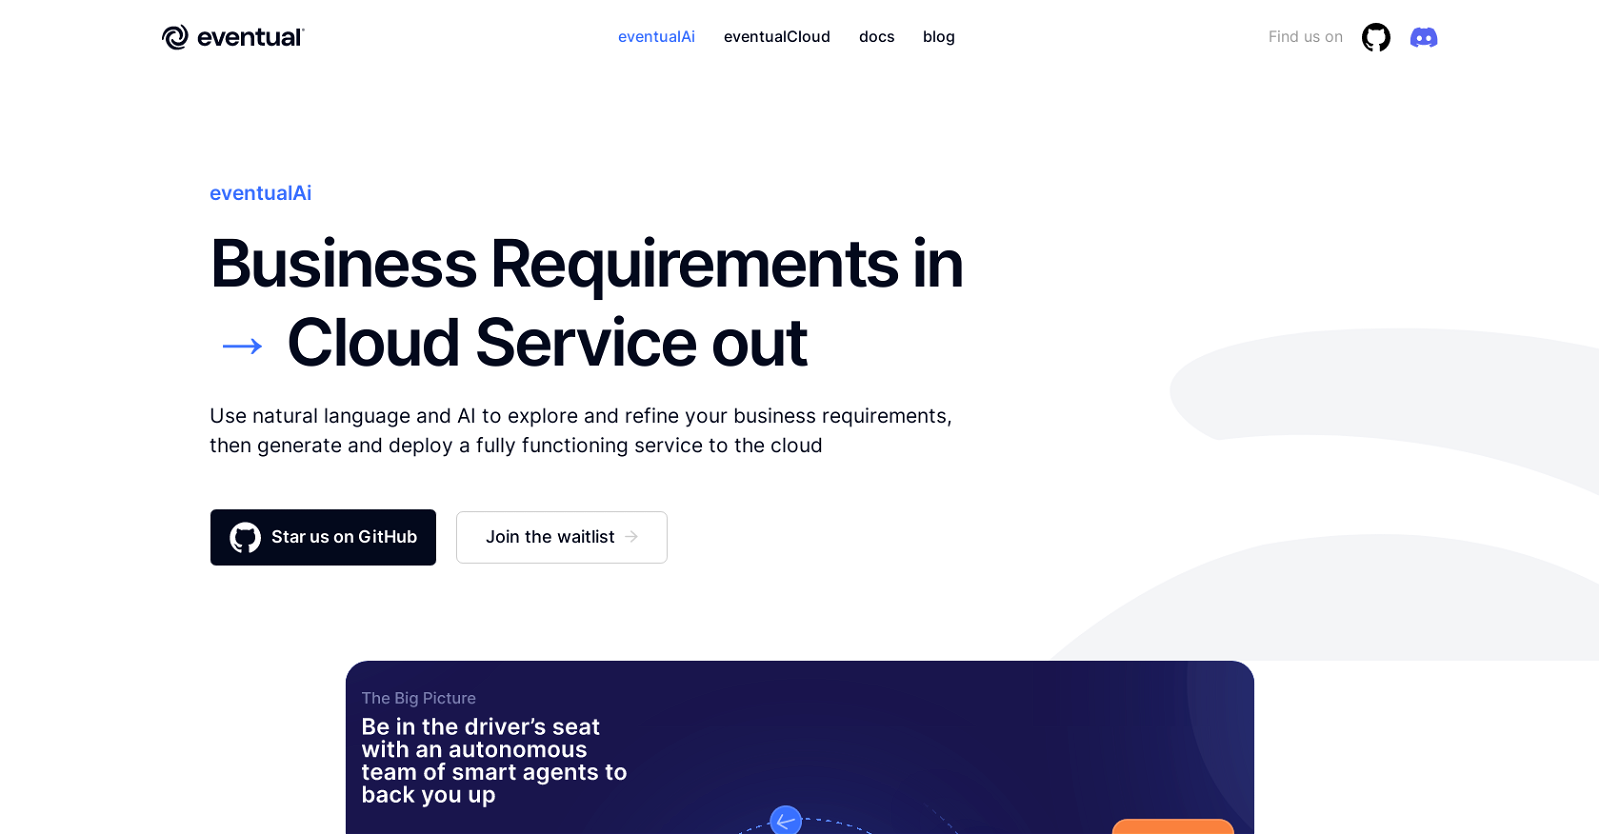 eventual
eventualAi
eventualCloud
docs
blog
Find us on
eventualAi
Business Requirements in
→ Cloud Service out
Use natural language and AI to explore and refine your business requirements,
then generate and deploy a fully functioning service to the cloud
Star us on GitHub
Join the waitlist →
The Big Picture
Be in the driver’s seat
with an autonomous
team of smart agents to
back you up